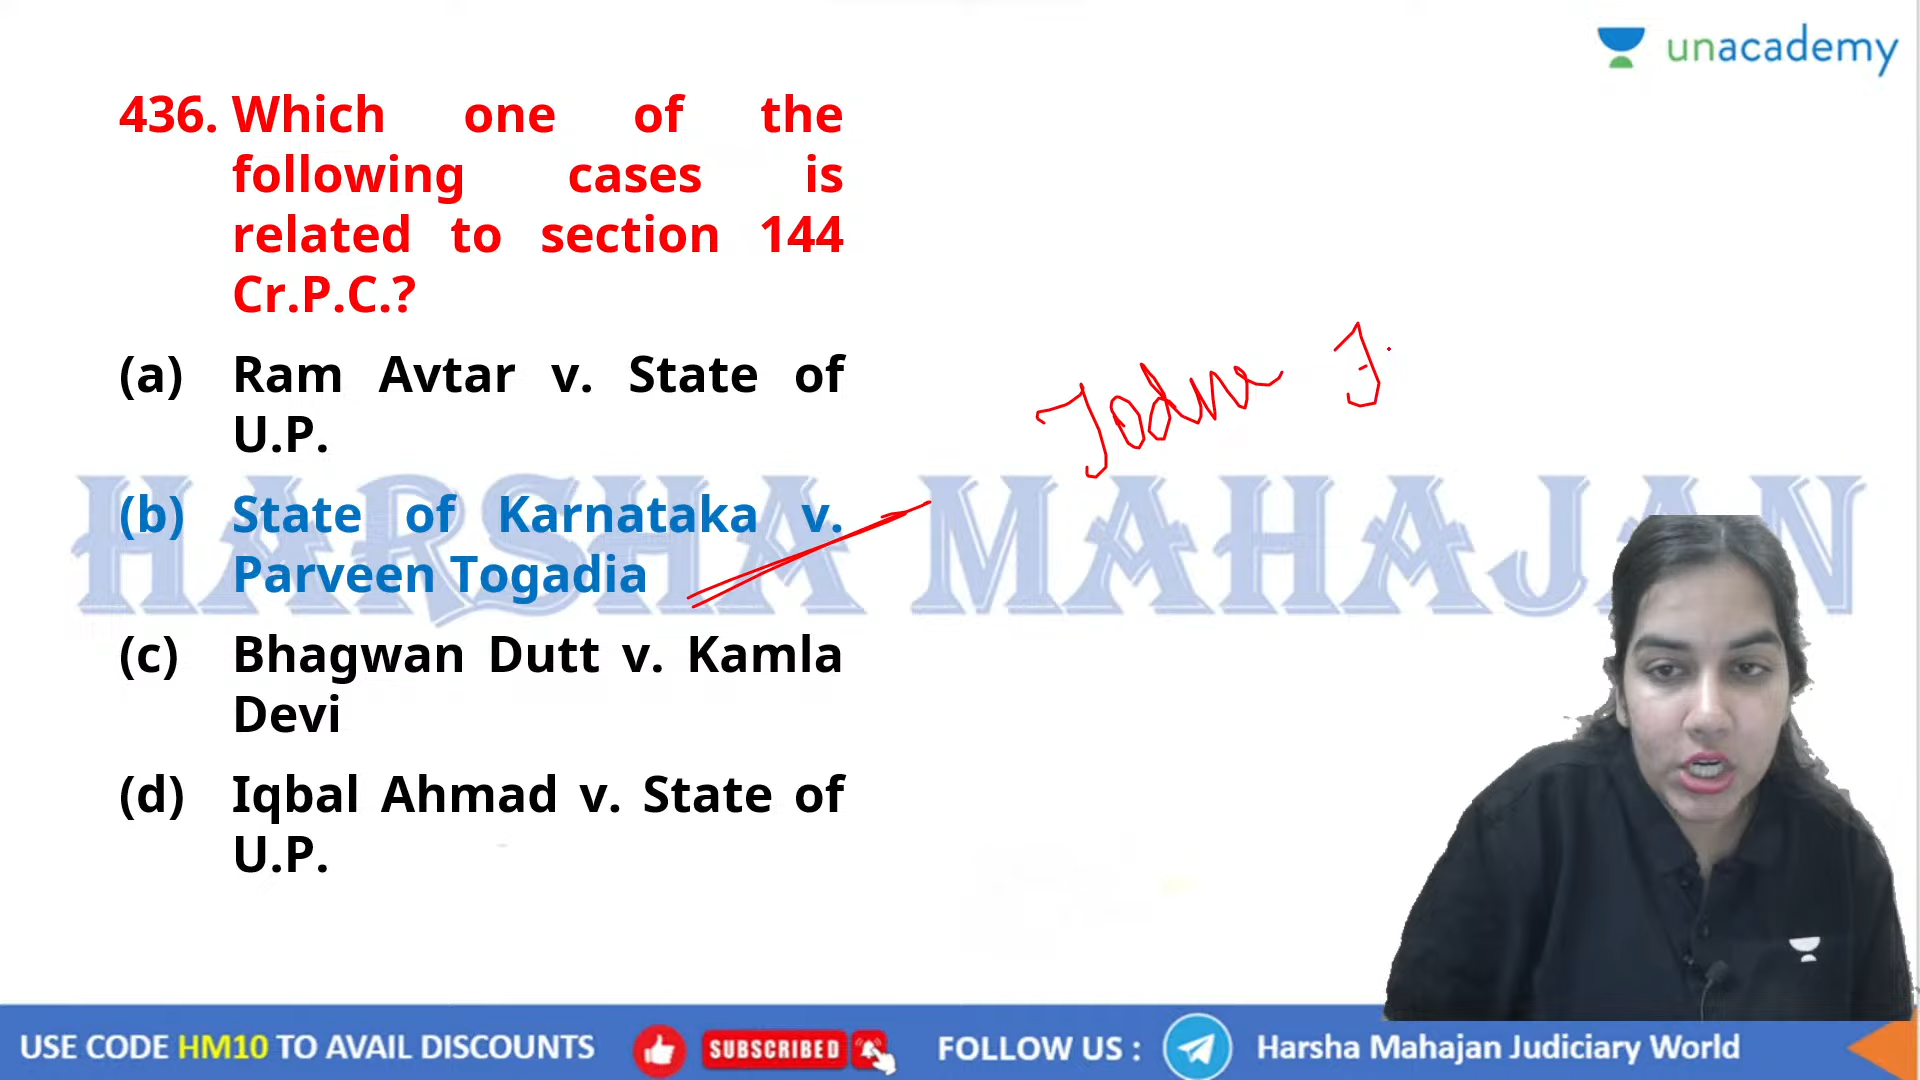 unacademy
436. Which one of the
following cases is
related to section 144
Cr.P.C.?
(a) Ram Avtar v. State of
U.P.
(b) State of Karnataka v.
Parveen Togadia
(c) Bhagwan Dutt v. Kamla
Devi
(d) Iqbal Ahmad v. State of
U.P.
HARSHA MAHAJAN
USE CODE HM10 TO AVAIL DISCOUNTS
SUBSCRIBED
FOLLOW US :
Harsha Mahajan Judiciary World